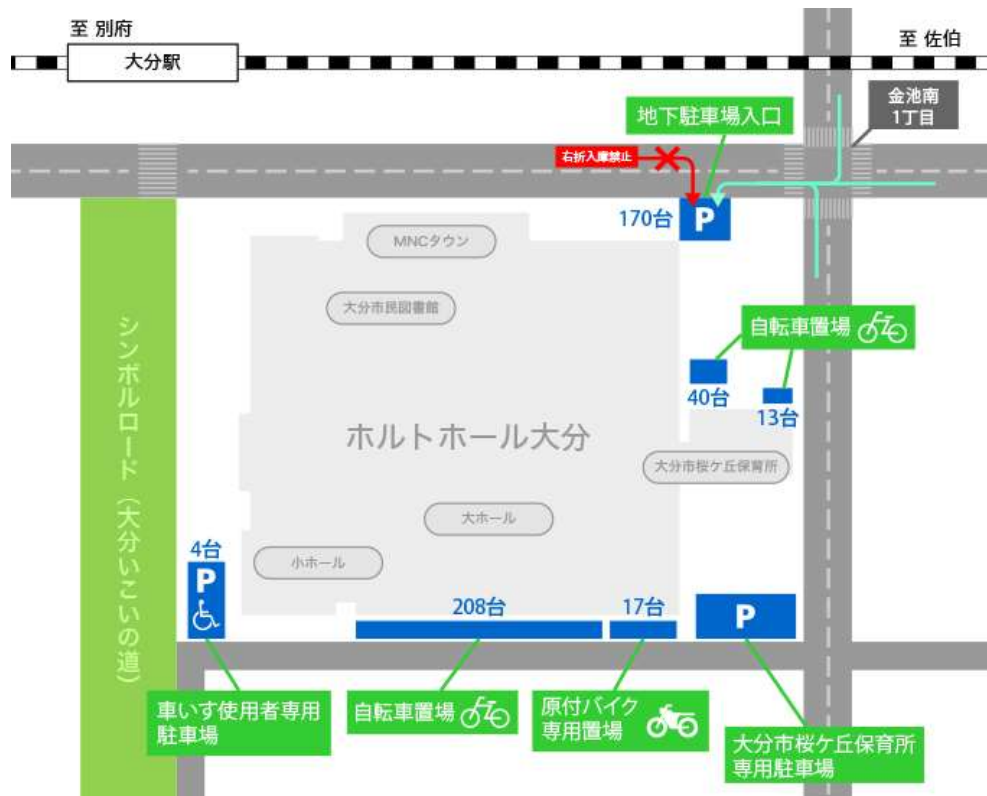 至 別府
大分駅
至 佐伯
金池南
1丁目
地下駐車場入口
右折入庫禁止
170台
P
MNCタウン
大分市民図書館
自転車置場
40台
13台
ホルトホール大分
大分市桜ケ丘保育所
大ホール
小ホール
シンボルロード（大分いこいの道）
4台
P
208台
17台
P
車いす使用者専用
駐車場
自転車置場
原付バイク
専用置場
大分市桜ケ丘保育所
専用駐車場